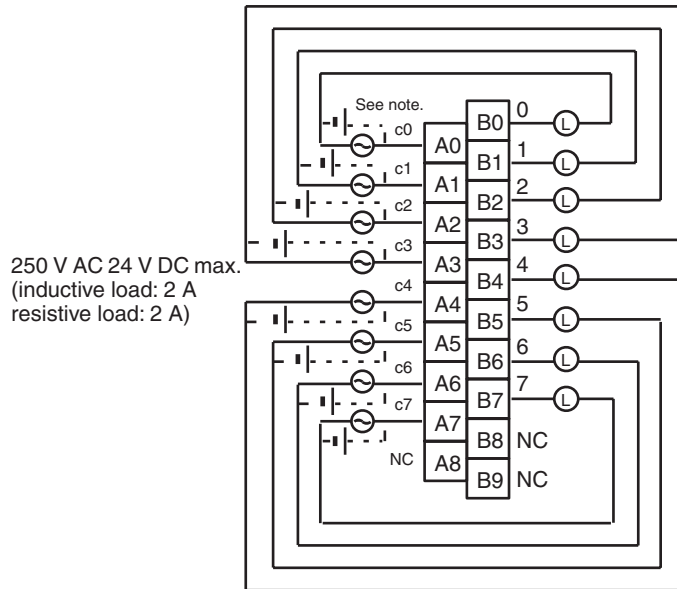 See note.
c0
A0
B0
0
L
c1
A1
B1
1
L
c2
A2
B2
2
L
c3
A3
B3
3
L
250 V AC 24 V DC max.
(inductive load: 2 A
resistive load: 2 A)
c4
A4
B4
4
L
c5
A5
B5
5
L
c6
A6
B6
6
L
c7
A7
B7
7
L
NC
A8
B8
NC
B9
NC